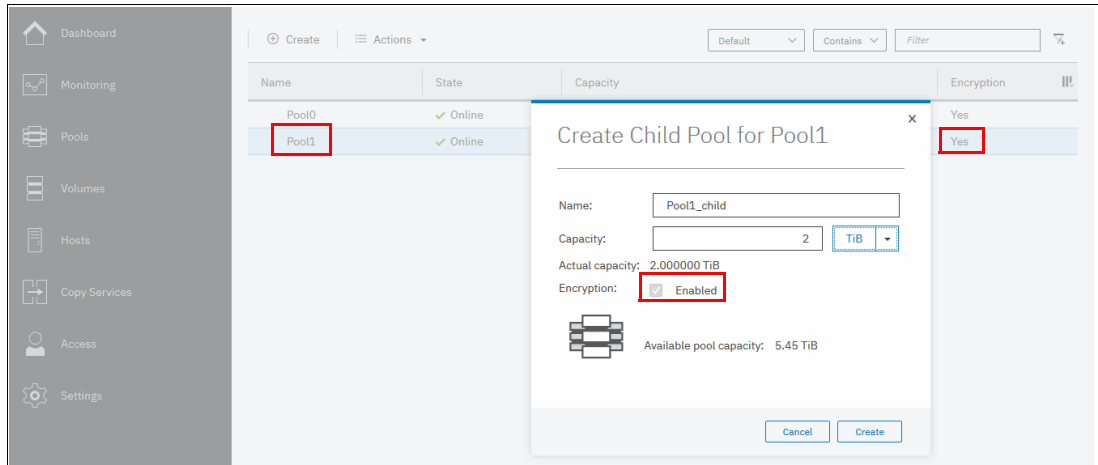 Dashboard
Monitoring
Pools
Volumes
Hosts
Copy Services
Access
Settings
Create Actions Default Contains Filter
Name State Capacity Encryption
Pool0 Online Yes
Pool1 Online Yes
Create Child Pool for Pool1
Name: Pool1_child
Capacity: 2 TiB
Actual capacity: 2.000000 TiB
Encryption: Enabled
Available pool capacity: 5.45 TiB
Cancel Create